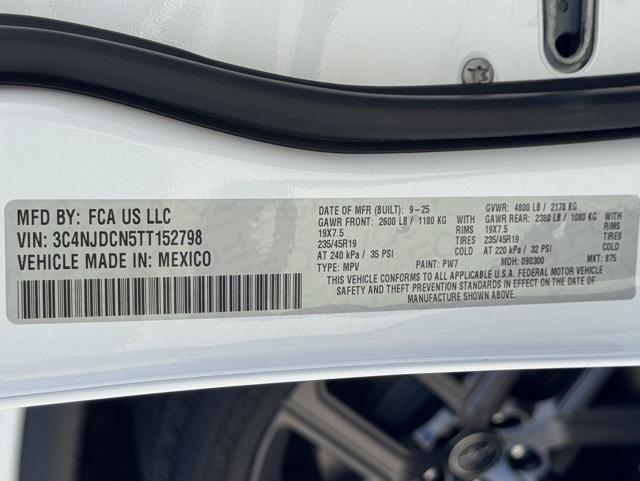 MFD BY: FCA US LLC
VIN: 3C4NJDCN5TT152798
VEHICLE MADE IN: MEXICO
DATE OF MFR (BUILT): 9-25 GVWR: 4800 LB / 2178 KG
GAWR FRONT: 2600 LB / 1180 KG WITH GAWR REAR: 2380 LB / 1080 KG WITH
19X7.5 RIMS 19X7.5 RIMS
235/45R19 TIRES 235/45R19 TIRES
AT 240 kPa / 35 PSI COLD AT 220 kPa / 32 PSI COLD
TYPE: MPV PAINT: PW7 MDH: 090300 MKT: 875
THIS VEHICLE CONFORMS TO ALL APPLICABLE U.S.A. FEDERAL MOTOR VEHICLE
SAFETY AND THEFT PREVENTION STANDARDS IN EFFECT ON THE DATE OF
MANUFACTURE SHOWN ABOVE.